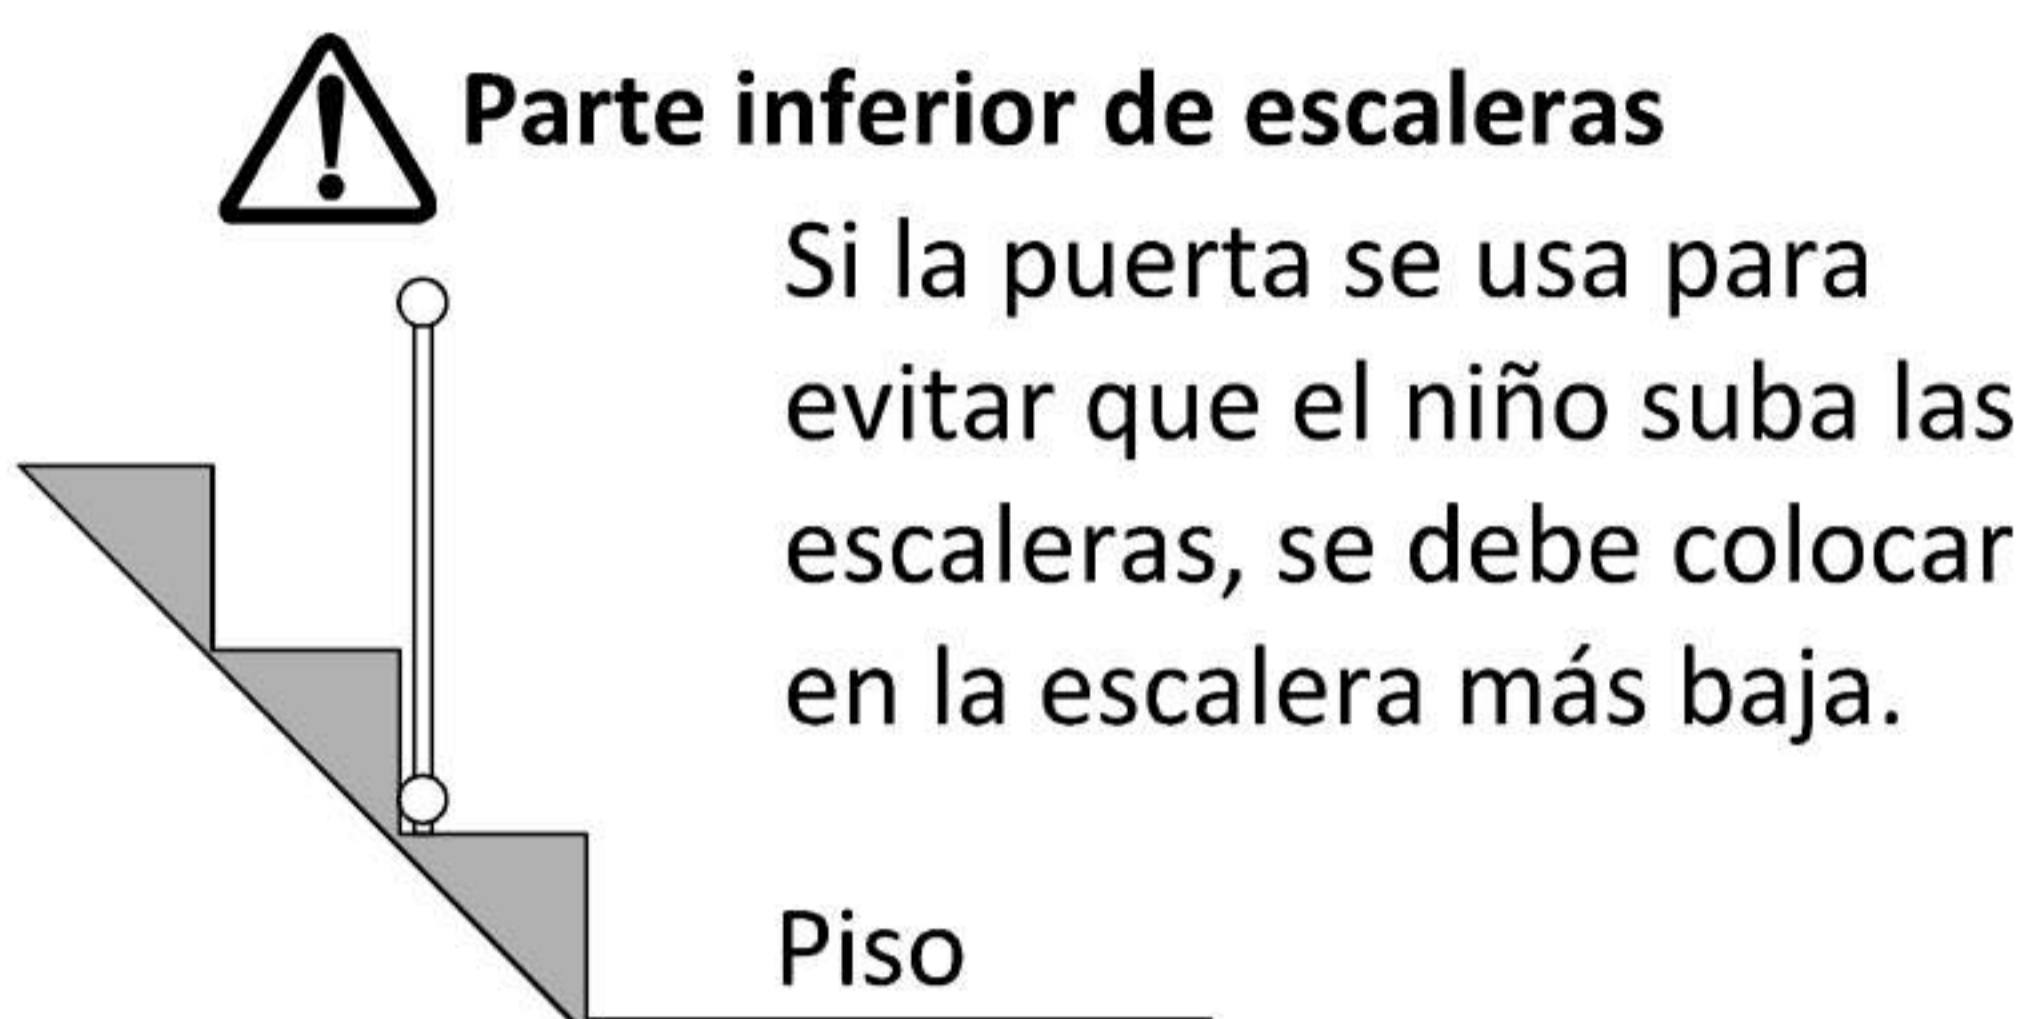 Parte inferior de escaleras
Si la puerta se usa para
evitar que el niño suba las
escaleras, se debe colocar
en la escalera más baja.
Piso